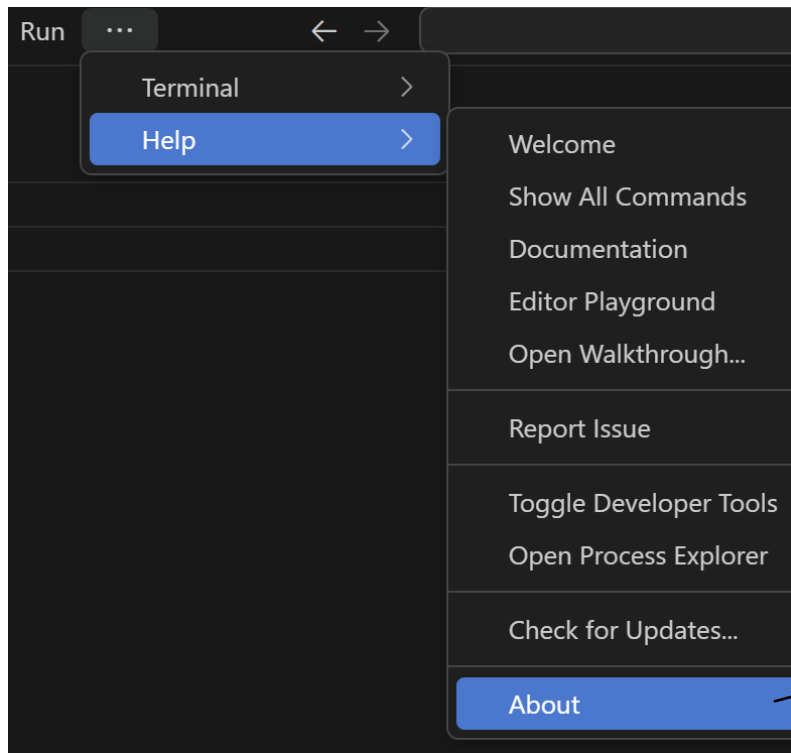 Run ...
Terminal
Help
Welcome
Show All Commands
Documentation
Editor Playground
Open Walkthrough...
Report Issue
Toggle Developer Tools
Open Process Explorer
Check for Updates...
About